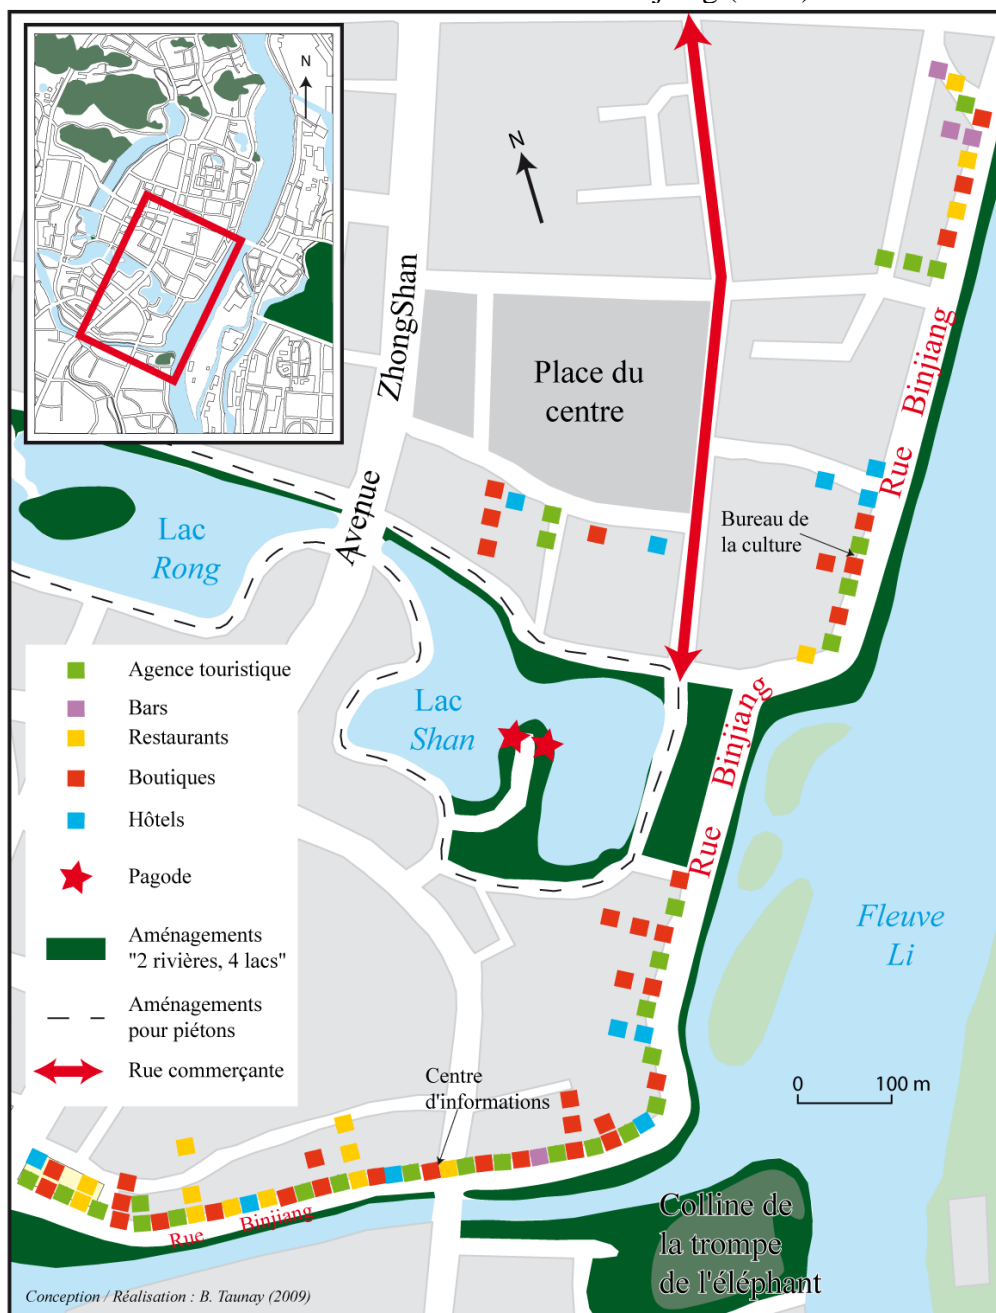 N
N
ZhongShan
Avenue
Place du
centre
Rue Binjiang
Bureau de
la culture
Lac
Rong
Lac
Shan
Rue Binjiang
Agence touristique
Bars
Restaurants
Boutiques
Hôtels
Pagode
Aménagements
"2 rivières, 4 lacs"
Aménagements
pour piétons
Rue commerçante
Fleuve
Li
0 100 m
Centre
d'informations
Rue Binjiang
Colline de
la trompe
de l'éléphant
Conception / Réalisation : B. Taunay (2009)